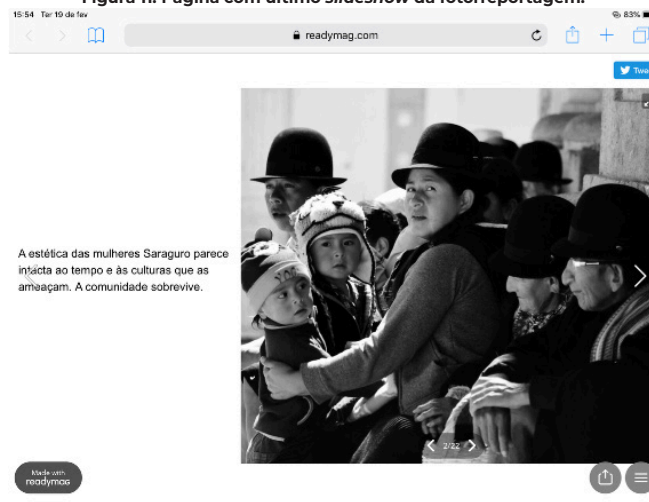 Figura 11. Página com último slideshow da fotorreportagem.
15:54 Ter 19 de fev
83%
readymag.com
Twe
A estética das mulheres Saraguro parece
intacta ao tempo e às culturas que as
ameaçam. A comunidade sobrevive.
2/22
Made with
readymag